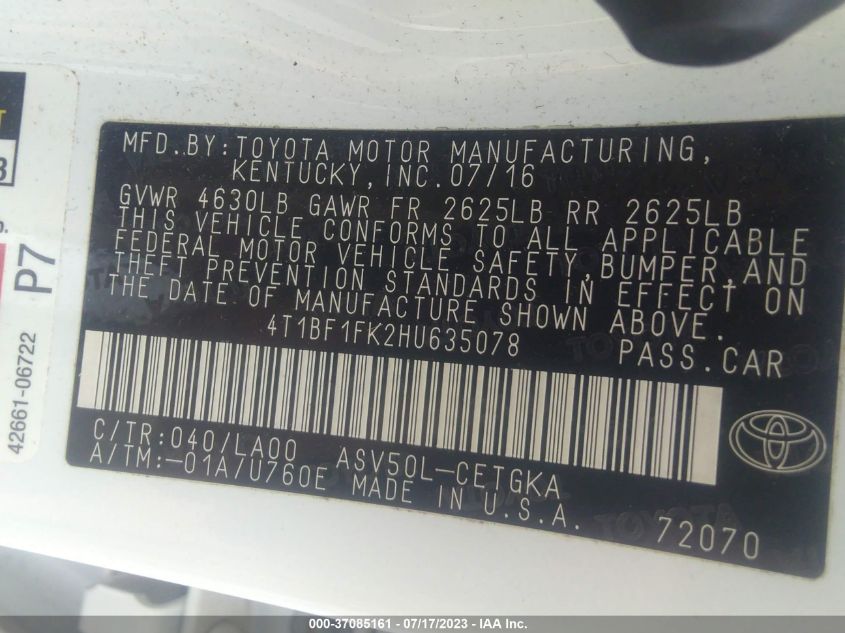 MFD.BY:TOYOTA MOTOR MANUFACTURING,
KENTUCKY,INC.07/16
GVWR 4630LB GAWR FR 2625LB RR 2625LB
THIS VEHICLE CONFORMS TO ALL APPLICABLE
FEDERAL MOTOR VEHICLE SAFETY,BUMPER,AND
THEFT PREVENTION STANDARDS IN EFFECT ON
THE DATE OF MANUFACTURE SHOWN ABOVE.
4T1BF1FK2HU635078 PASS.CAR
C/TR:040/LA00 ASV50L-CETGKA
A/TM:-01A/U760E MADE IN U.S.A.
72070
P7
42661-06722
000-37085161 - 07/17/2023 - IAA Inc.